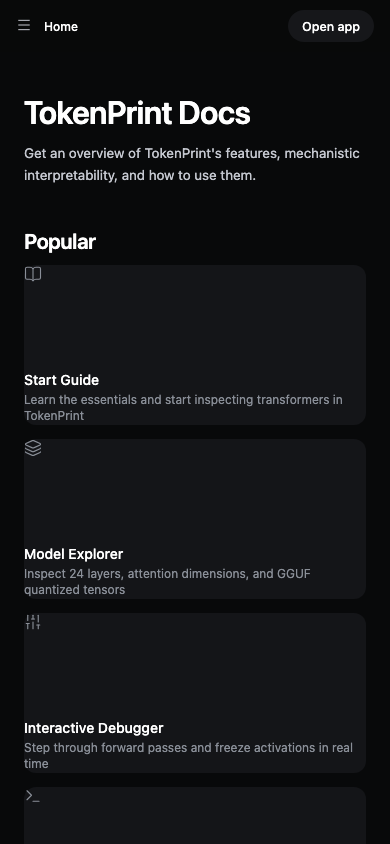 Home
Open app
TokenPrint Docs
Get an overview of TokenPrint's features, mechanistic
interpretability, and how to use them.
Popular
Start Guide
Learn the essentials and start inspecting transformers in
TokenPrint
Model Explorer
Inspect 24 layers, attention dimensions, and GGUF
quantized tensors
Interactive Debugger
Step through forward passes and freeze activations in real
time